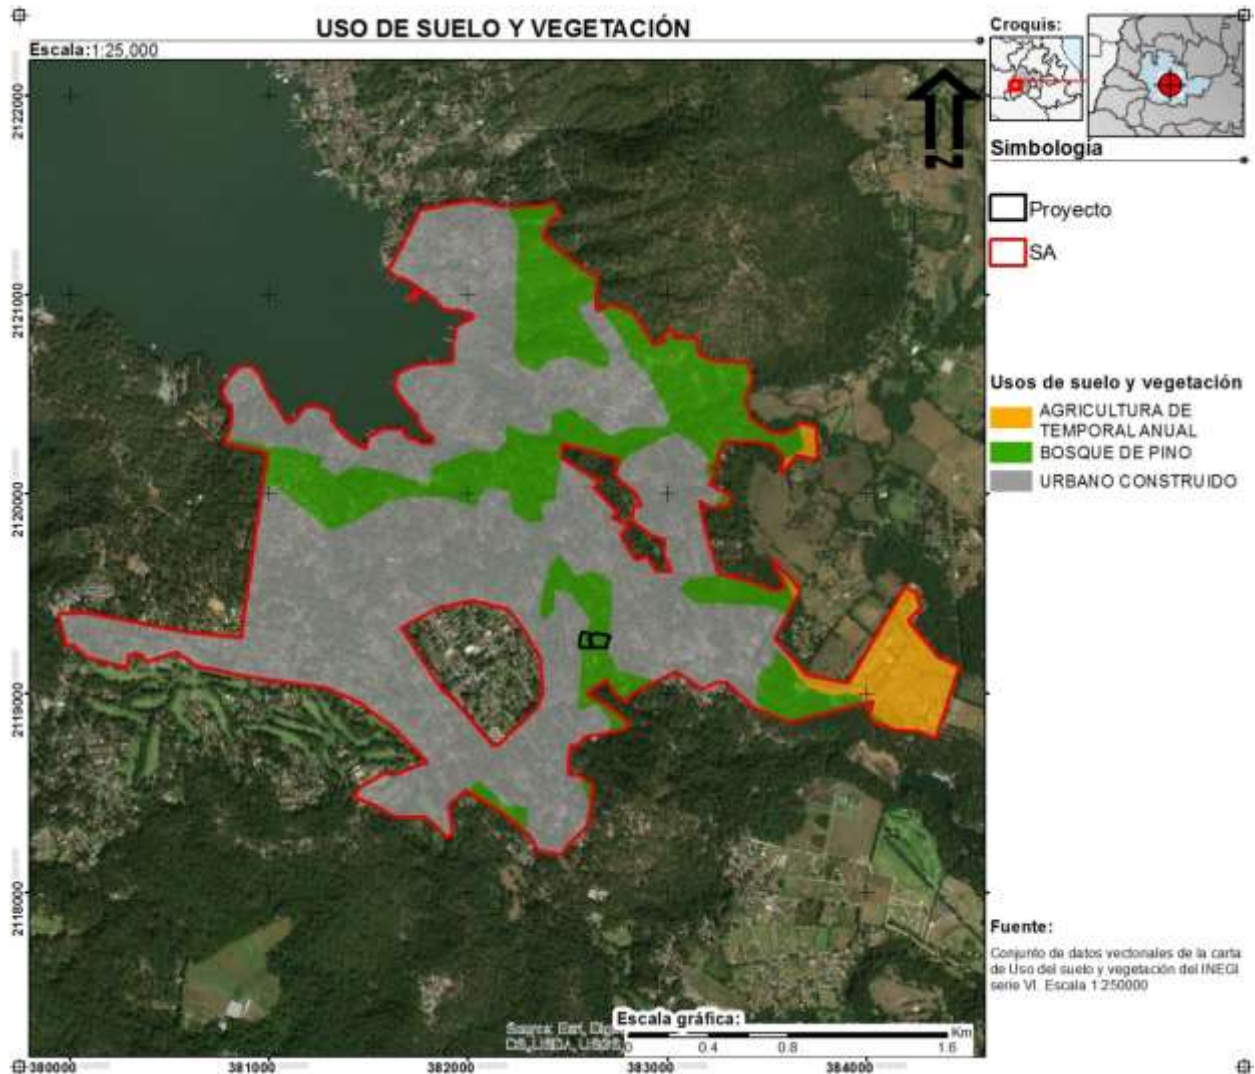 USO DE SUELO Y VEGETACIÓN
Escala:1:25,000
Croquis:
Simbología
Proyecto
SA
Usos de suelo y vegetación
AGRICULTURA DE
TEMPORAL ANUAL
BOSQUE DE PINO
URBANO CONSTRUIDO
Fuente:
Conjunto de datos vectoriales de la carta
de Uso del suelo y vegetación del INEGI
serie VI. Escala 1:250000
N
2122000
2121000
2120000
2119000
2118000
Source: Esri,
Escala gráfica:
Km
0 0.4 0.8 1.6
380000 381000 382000 383000 384000